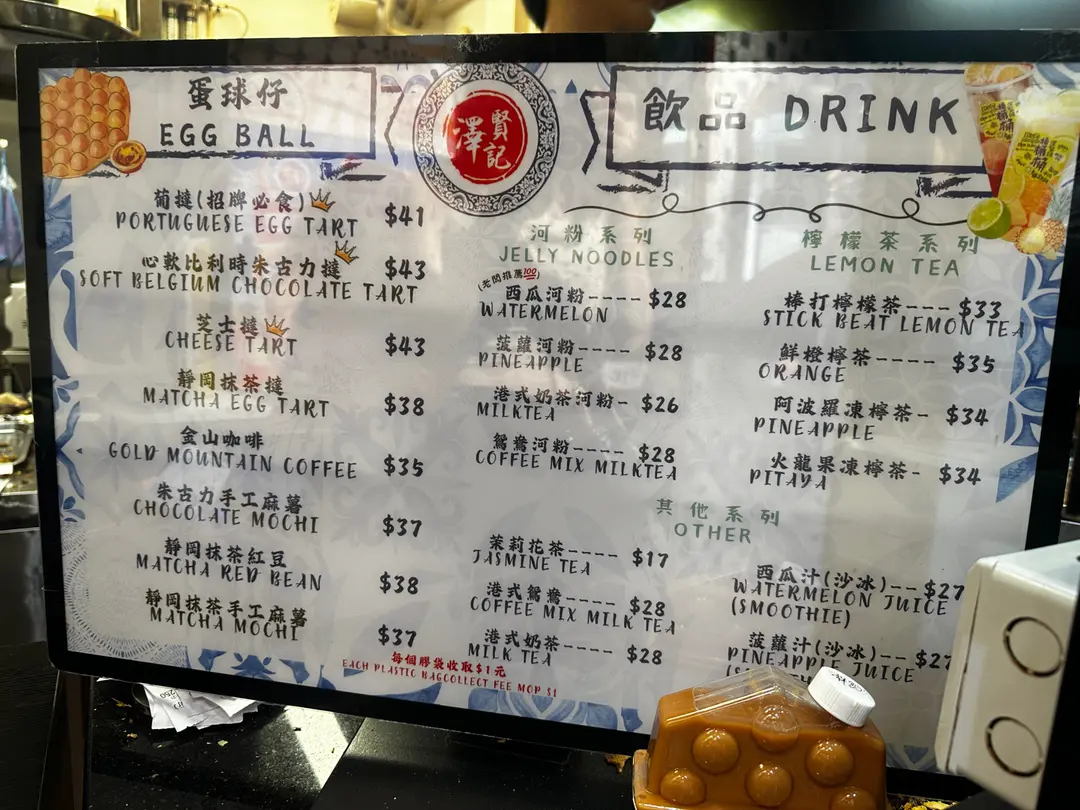 蛋球仔
EGG BALL
賢
澤
記
飲品 DRINK
葡撻(招牌必食)
PORTUGUESE EGG TART $41
心軟比利時朱古力撻
SOFT BELGIUM CHOCOLATE TART $43
芝士撻
CHEESE TART $43
靜岡抹茶撻
MATCHA EGG TART $38
金山咖啡
GOLD MOUNTAIN COFFEE $35
朱古力手工麻薯
CHOCOLATE MOCHI $37
靜岡抹茶紅豆
MATCHA RED BEAN $38
靜岡抹茶手工麻薯
MATCHA MOCHI $37
河粉系列
JELLY NOODLES
(老闆推薦100
西瓜河粉---- $28
WATERMELON
菠蘿河粉---- $28
PINEAPPLE
港式奶茶河粉- $26
MILKTEA
鴛鴦河粉---- $28
COFFEE MIX MILKTEA
檸檬茶系列
LEMON TEA
棒打檸檬茶--- $33
STICK BEAT LEMON TEA
鮮橙檸茶---- $35
ORANGE
阿波羅凍檸茶- $34
PINEAPPLE
火龍果凍檸茶- $34
PITAYA
其他系列
OTHER
茉莉花茶---- $17
JASMINE TEA
港式鴛鴦---- $28
COFFEE MIX MILK TEA
港式奶茶---- $28
MILK TEA
西瓜汁(沙冰)--$27
WATERMELON JUICE
(SMOOTHIE)
菠蘿汁(沙冰)--$27
PINEAPPLE JUICE
每個膠袋收取$1元
EACH PLASTIC BAGCOLLECT FEE MOP $1